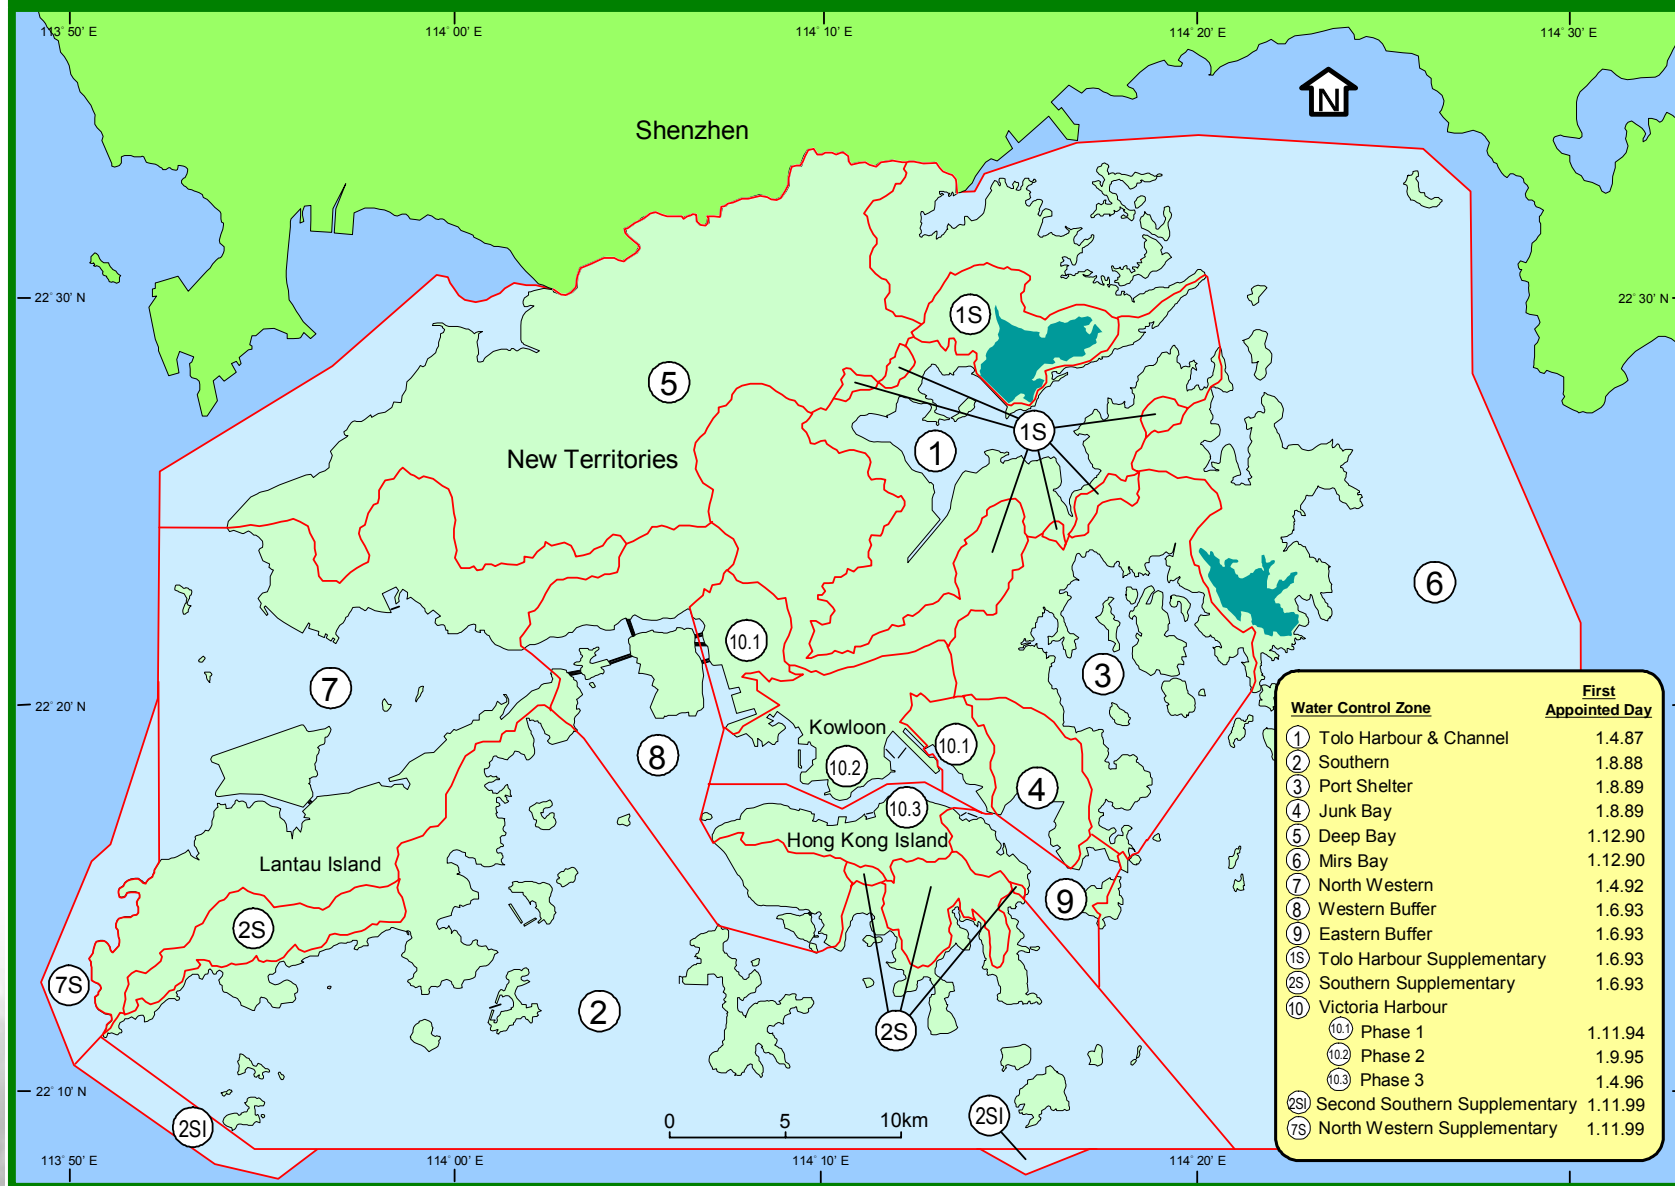 113° 50' E
114° 00' E
114° 10' E
114° 20' E
114° 30' E
N
Shenzhen
22° 30' N
22° 30' N
1S
5
1S
1
New Territories
6
10.1
3
7
22° 20' N
Kowloon
10.1
8
10.2
4
10.3
Hong Kong Island
Lantau Island
9
2S
7S
2
2S
22° 10' N
2SI
2SI
0 5 10km
113° 50' E
114° 00' E
114° 10' E
114° 20' E
Water Control Zone First Appointed Day
1 Tolo Harbour & Channel 1.4.87
2 Southern 1.8.88
3 Port Shelter 1.8.89
4 Junk Bay 1.8.89
5 Deep Bay 1.12.90
6 Mirs Bay 1.12.90
7 North Western 1.4.92
8 Western Buffer 1.6.93
9 Eastern Buffer 1.6.93
1S Tolo Harbour Supplementary 1.6.93
2S Southern Supplementary 1.6.93
10 Victoria Harbour
10.1 Phase 1 1.11.94
10.2 Phase 2 1.9.95
10.3 Phase 3 1.4.96
2SI Second Southern Supplementary 1.11.99
7S North Western Supplementary 1.11.99